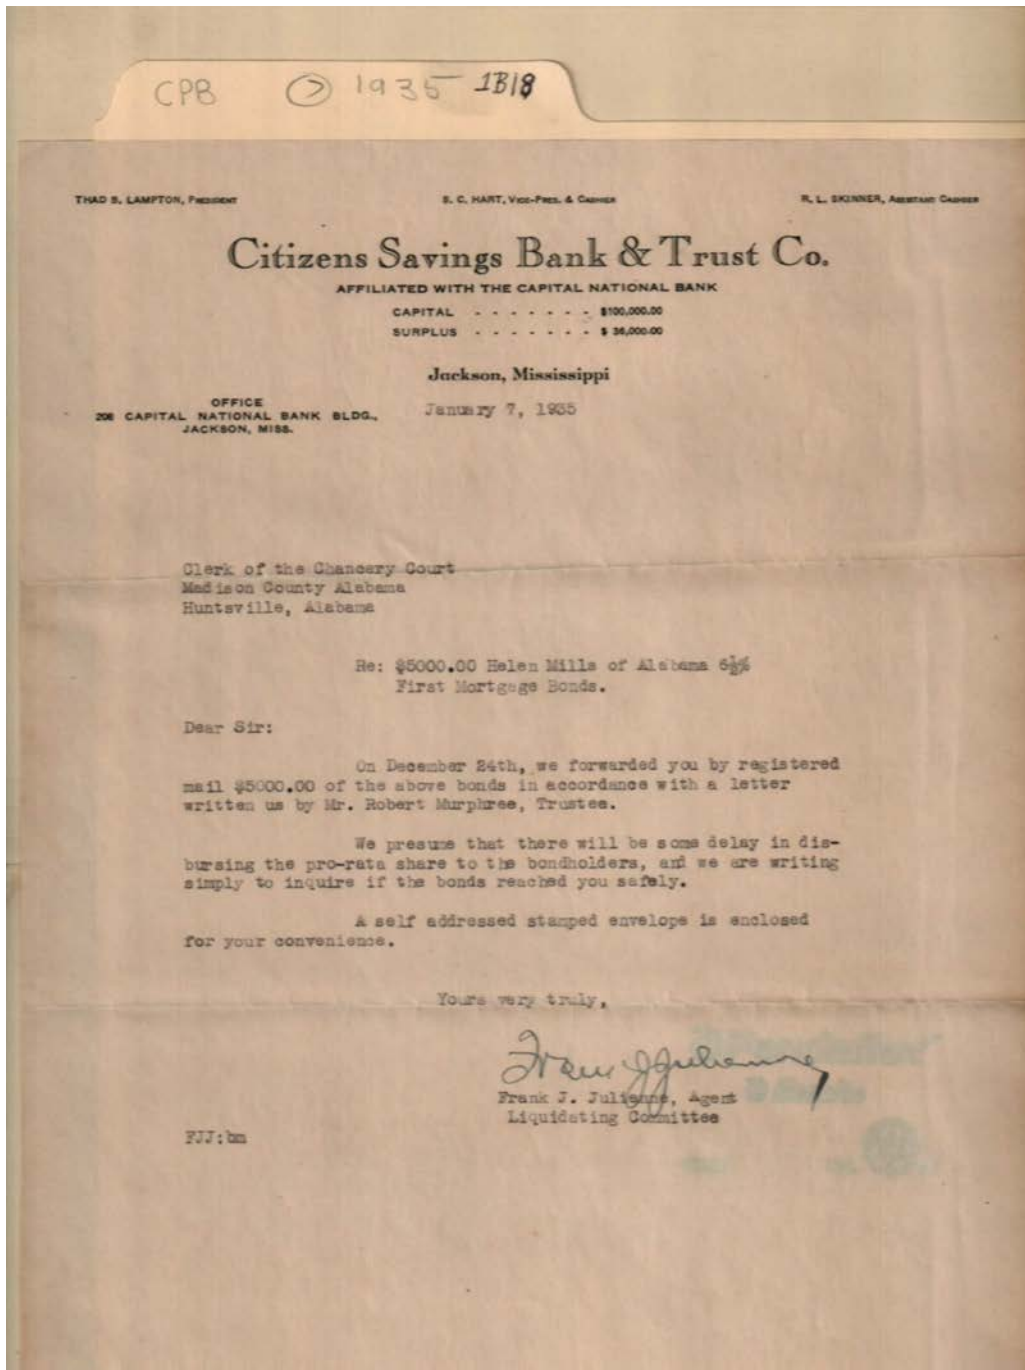 CPB > 1935 1B18
THAD B. LAMPTON, PRESIDENT
S. C. HART, VICE-PRES. & CASHIER
R. L. SKINNER, ASSISTANT CASHIER
Citizens Savings Bank & Trust Co.
AFFILIATED WITH THE CAPITAL NATIONAL BANK
CAPITAL - - - - - - - $100,000.00
SURPLUS - - - - - - - $ 36,000.00
Jackson, Mississippi
OFFICE
206 CAPITAL NATIONAL BANK BLDG.,
JACKSON, MISS.
January 7, 1935
Clerk of the Chancery Court
Madison County Alabama
Huntsville, Alabama
Re: $5000.00 Helen Mills of Alabama 6½%
First Mortgage Bonds.
Dear Sir:
On December 24th, we forwarded you by registered
mail $5000.00 of the above bonds in accordance with a letter
written us by Mr. Robert Murphree, Trustee.
We presume that there will be some delay in dis-
bursing the pro-rata share to the bondholders, and we are writing
simply to inquire if the bonds reached you safely.
A self addressed stamped envelope is enclosed
for your convenience.
Yours very truly,
Frank J. Julienne
Frank J. Julienne, Agent
Liquidating Committee
FJJ:bm